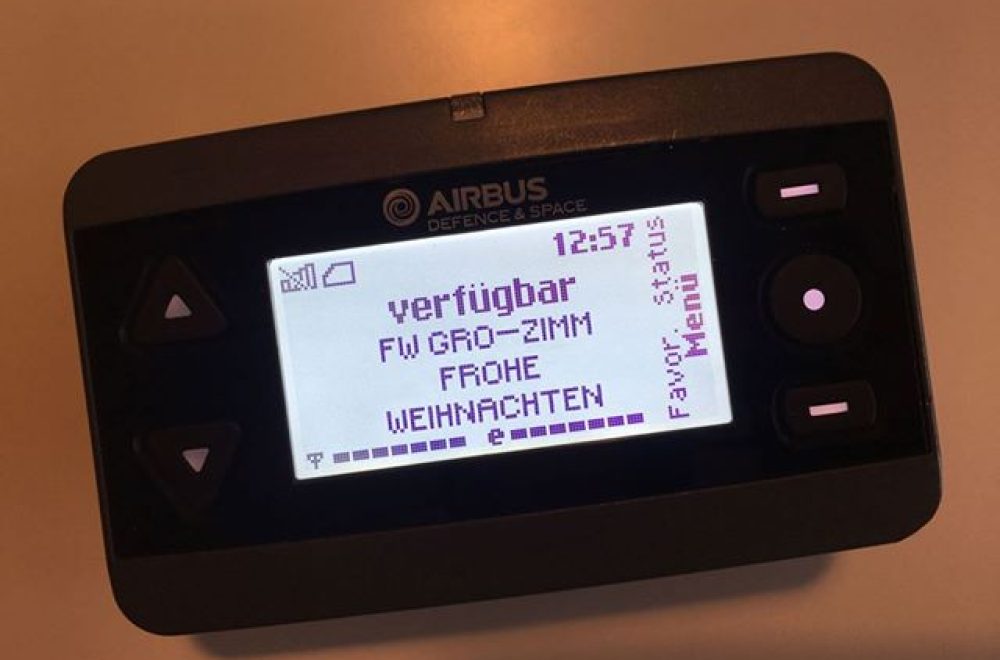 AIRBUS
DEFENCE & SPACE
12:57
verfügbar
FW GRO-ZIMM
FROHE
WEIHNACHTEN
e
Favor. Status
Menü